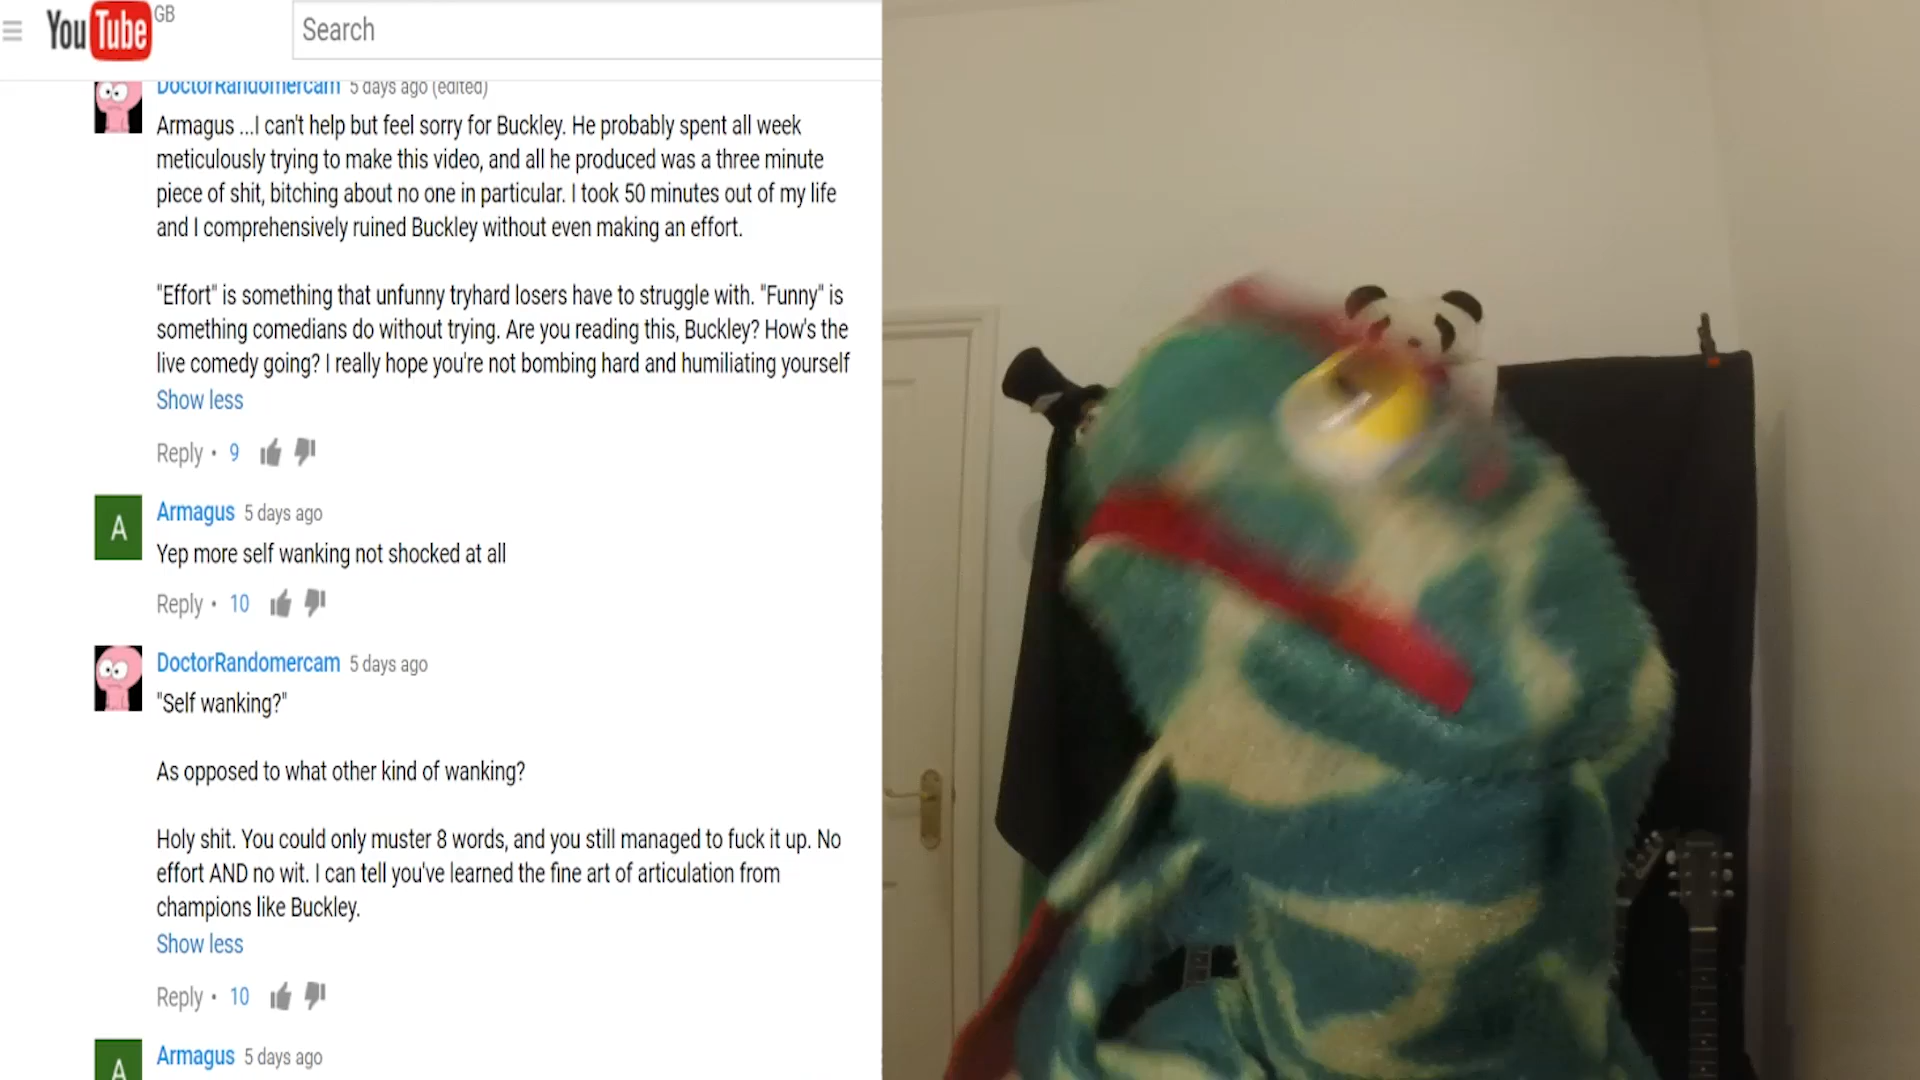 YouTube GB
Search
DoctorRandomercam 5 days ago (edited)
Armagus ...I can't help but feel sorry for Buckley. He probably spent all week
meticulously trying to make this video, and all he produced was a three minute
piece of shit, bitching about no one in particular. I took 50 minutes out of my life
and I comprehensively ruined Buckley without even making an effort.
"Effort" is something that unfunny tryhard losers have to struggle with. "Funny" is
something comedians do without trying. Are you reading this, Buckley? How's the
live comedy going? I really hope you're not bombing hard and humiliating yourself
Show less
Reply • 9
A
Armagus 5 days ago
Yep more self wanking not shocked at all
Reply • 10
DoctorRandomercam 5 days ago
"Self wanking?"
As opposed to what other kind of wanking?
Holy shit. You could only muster 8 words, and you still managed to fuck it up. No
effort AND no wit. I can tell you've learned the fine art of articulation from
champions like Buckley.
Show less
Reply • 10
A
Armagus 5 days ago